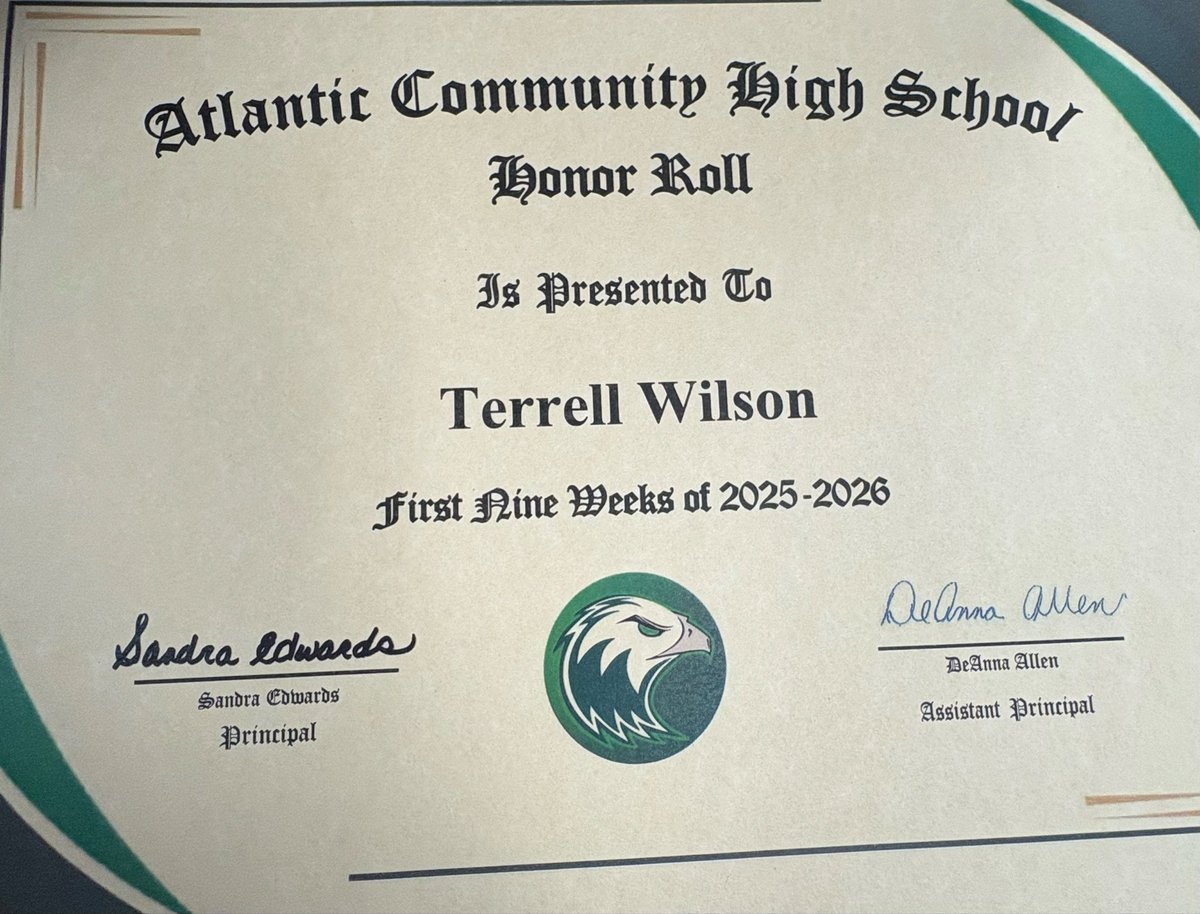 Atlantic Community High School
Honor Roll
Is Presented To
Terrell Wilson
First Nine Weeks of 2025-2026
Sandra Edwards
Sandra Edwards
Principal
DeAnna Allen
DeAnna Allen
Assistant Principal